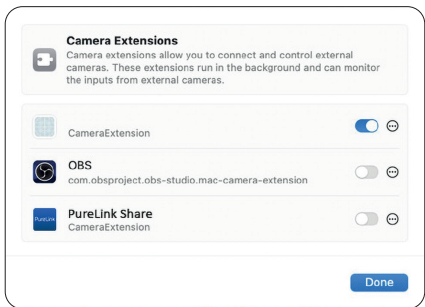 Camera Extensions
Camera extensions allow you to connect and control external
cameras. These extensions run in the background and can monitor
the inputs from external cameras.
CameraExtension
OBS
com.obsproject.obs-studio.mac-camera-extension
PureLink Share
PureLink
CameraExtension
Done